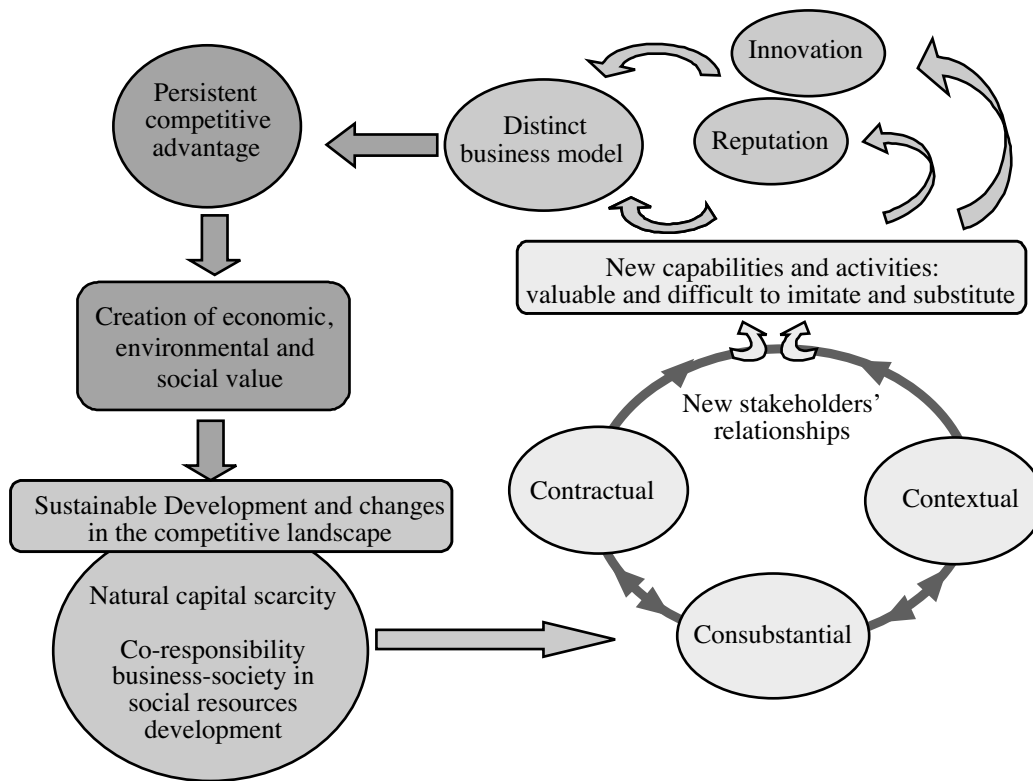 Persistent
competitive
advantage
Distinct
business model
Innovation
Reputation
New capabilities and activities:
valuable and difficult to imitate and substitute
Creation of economic,
environmental and
social value
New stakeholders’
relationships
Contractual
Contextual
Consubstantial
Sustainable Development and changes
in the competitive landscape
Natural capital scarcity
Co-responsibility
business-society in
social resources
development